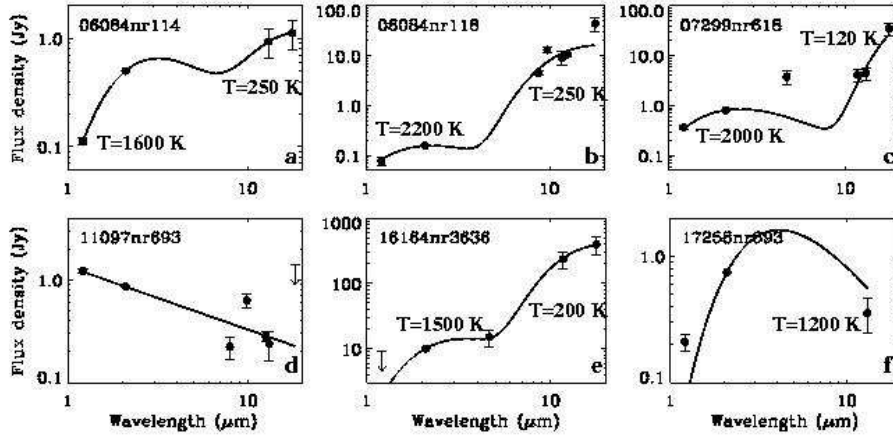 Flux density (Jy)
06084nr114
T=1600 K
T=250 K
a
1.0
0.1
1
10
08084nr118
T=2200 K
T=250 K
b
100.0
10.0
1.0
0.1
1
10
07299nr618
T=120 K
T=2000 K
c
100.0
10.0
1.0
0.1
1
10
Flux density (Jy)
11097nr693
d
1.0
0.1
1
10
Wavelength (μm)
16164nr3636
T=1500 K
T=200 K
e
1000
100
10
1
10
Wavelength (μm)
17256nr693
T=1200 K
f
1.0
0.1
1
10
Wavelength (μm)